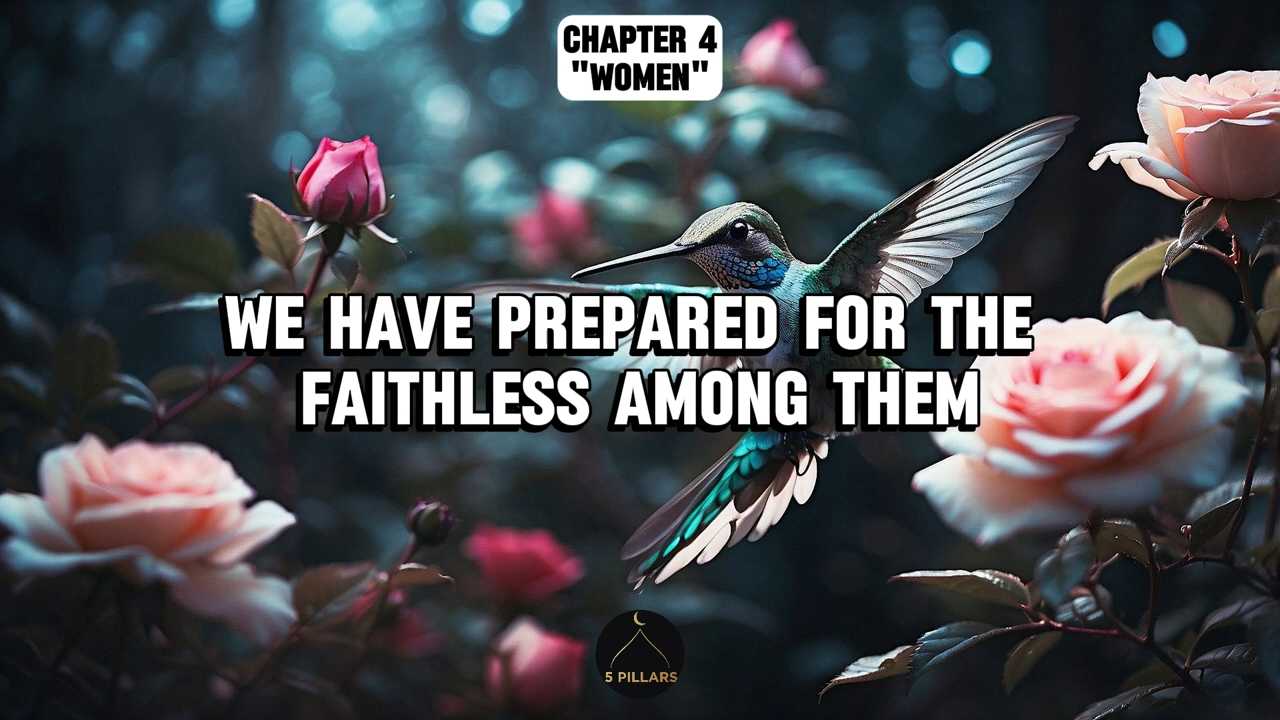 CHAPTER 4
"WOMEN"
WE HAVE PREPARED FOR THE
FAITHLESS AMONG THEM
5 PILLARS